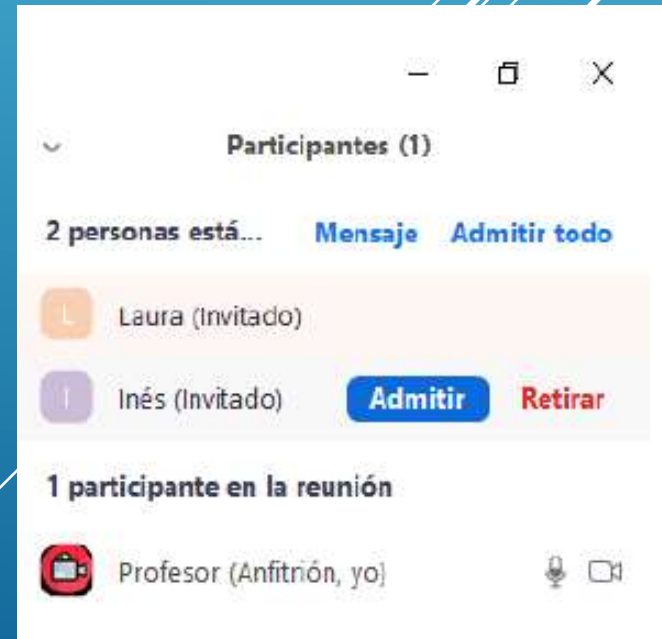 Participantes (1)
2 personas está... Mensaje Admitir todo
L Laura (Invitado)
I Inés (Invitado) Admitir Retirar
1 participante en la reunión
Profesor (Anfitrión, yo)